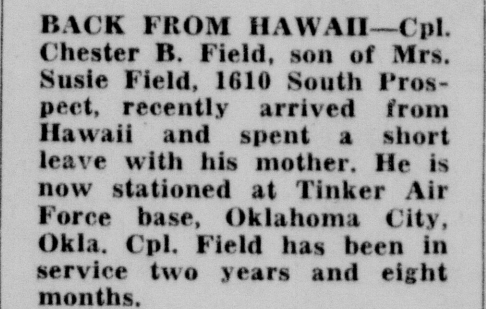 BACK FROM HAWAII—Cpl.
Chester B. Field, son of Mrs.
Susie Field, 1610 South Pros-
pect, recently arrived from
Hawaii and spent a short
leave with his mother. He is
now stationed at Tinker Air
Force base, Oklahoma City,
Okla. Cpl. Field has been in
service two years and eight
months.